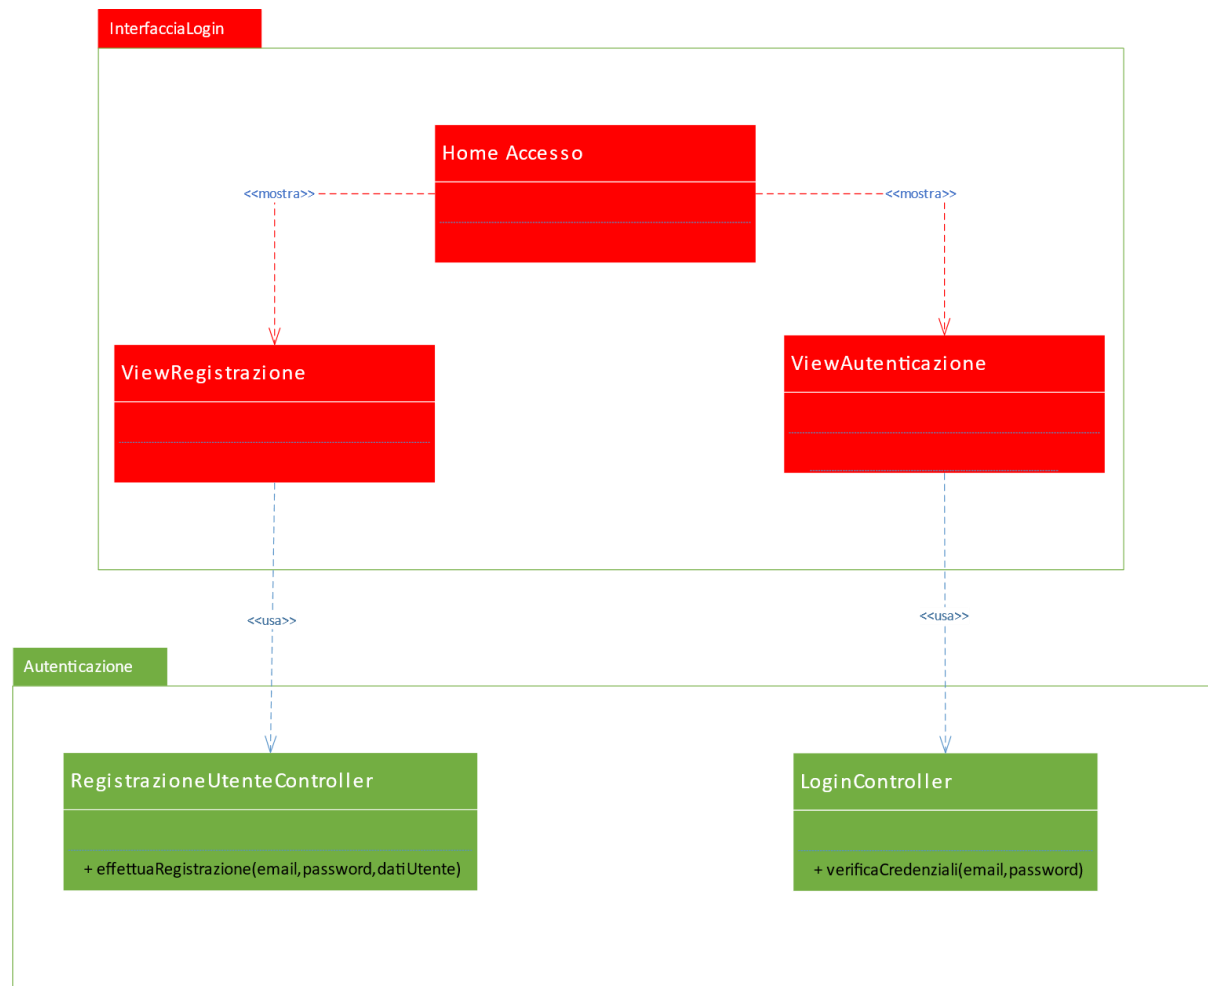 InterfacciaLogin
Home Accesso
<<mostra>>
<<mostra>>
ViewRegistrazione
ViewAutenticazione
<<usa>>
<<usa>>
Autenticazione
RegistrazioneUtenteController
+ effettuaRegistrazione(email,password,datiUtente)
LoginController
+ verificaCredenziali(email,password)